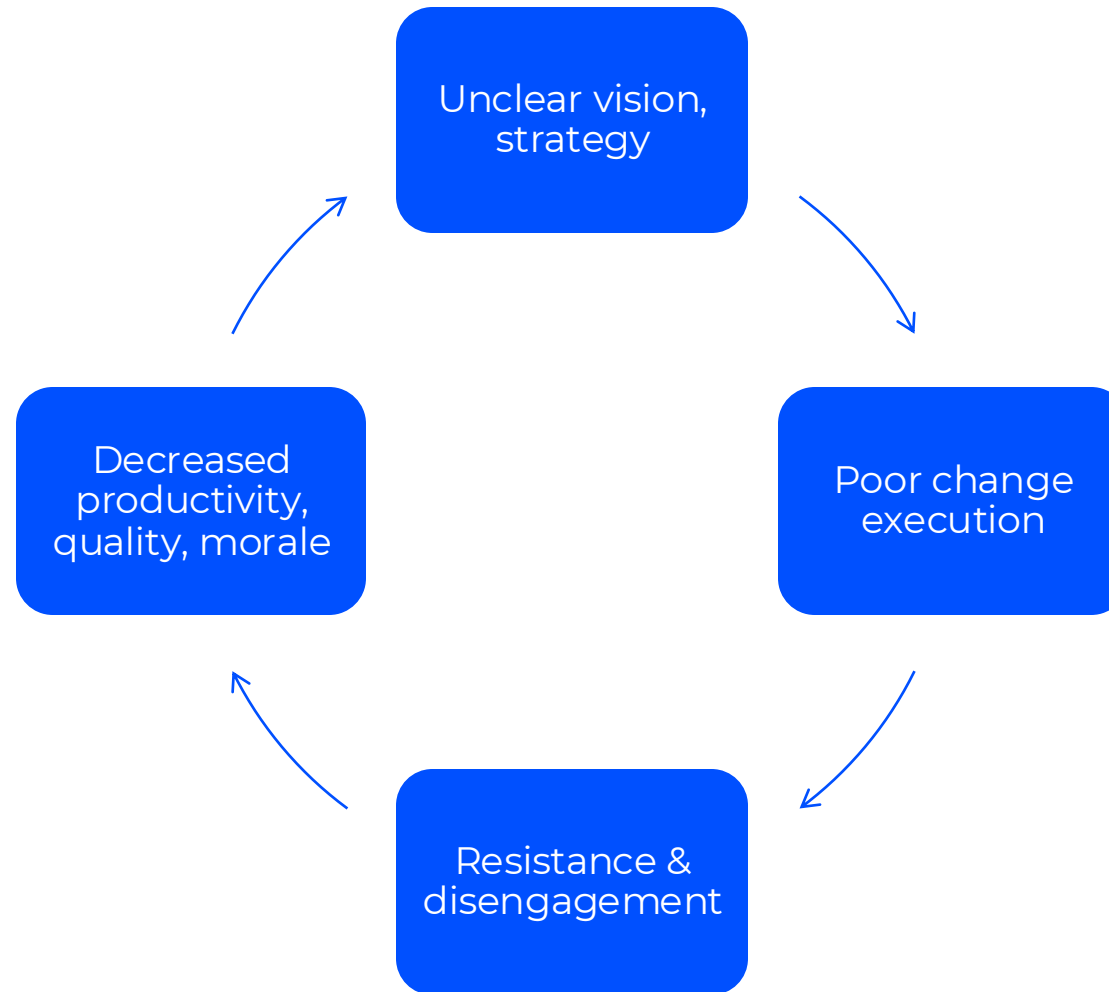 Unclear vision,
strategy
Poor change
execution
Resistance &
disengagement
Decreased
productivity,
quality, morale